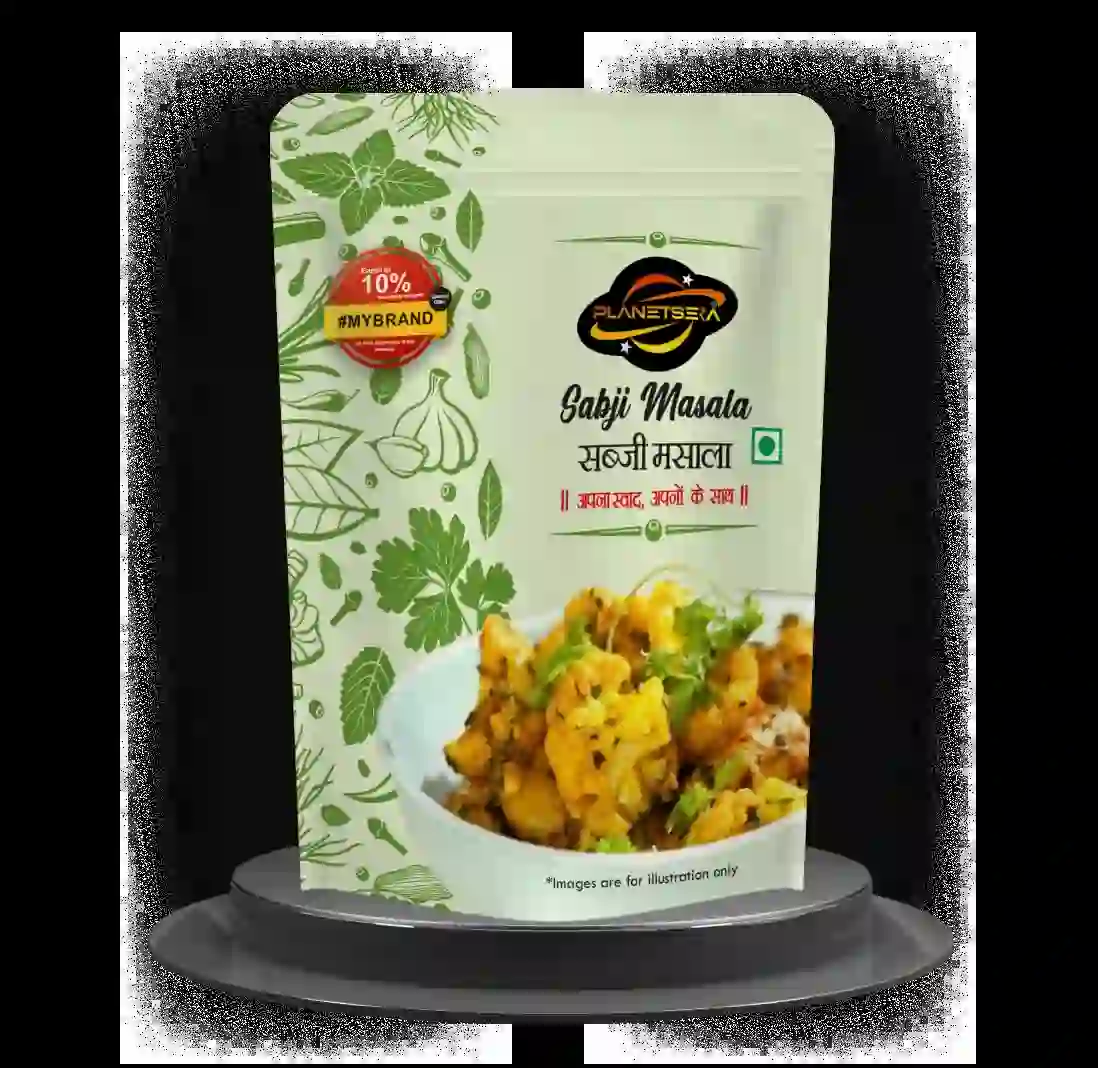 10%
#MYBRAND
PLANETSERA
Sabji Masala
सब्जी मसाला
|| अपना स्वाद, अपनों के साथ ||
*Images are for illustration only